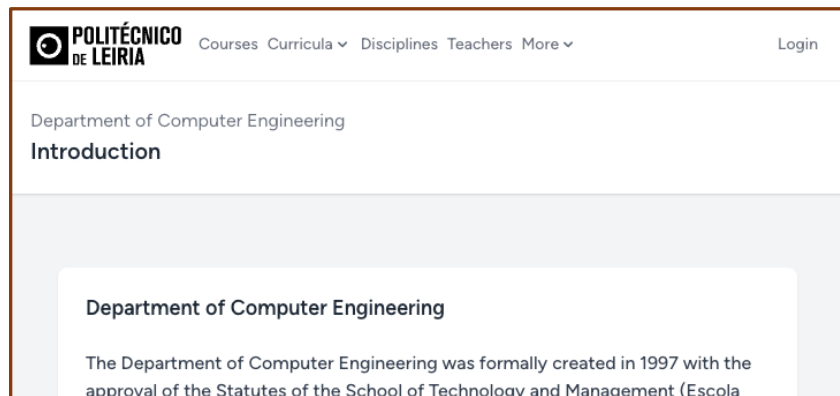 POLITÉCNICO
DE LEIRIA
Courses Curricula Disciplines Teachers More
Login
Department of Computer Engineering
Introduction
Department of Computer Engineering
The Department of Computer Engineering was formally created in 1997 with the
approval of the Statutes of the School of Technology and Management (Escola